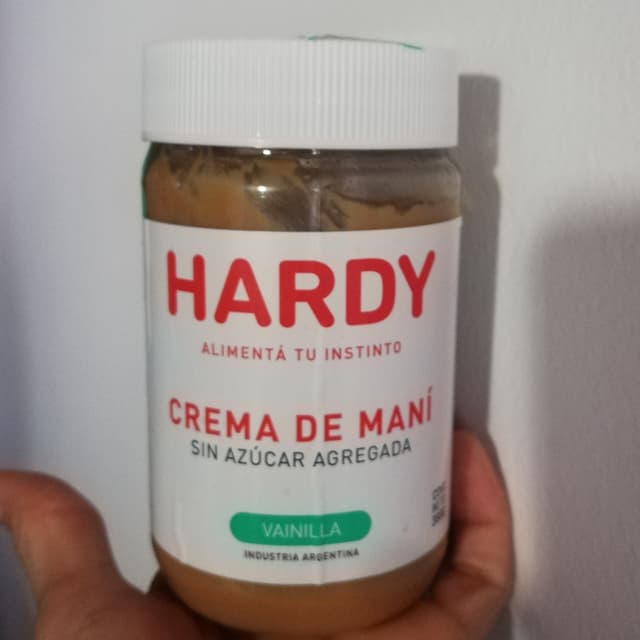 HARDY
ALIMENTÁ TU INSTINTO
CREMA DE MANÍ
SIN AZÚCAR AGREGADA
VAINILLA
INDUSTRIA ARGENTINA